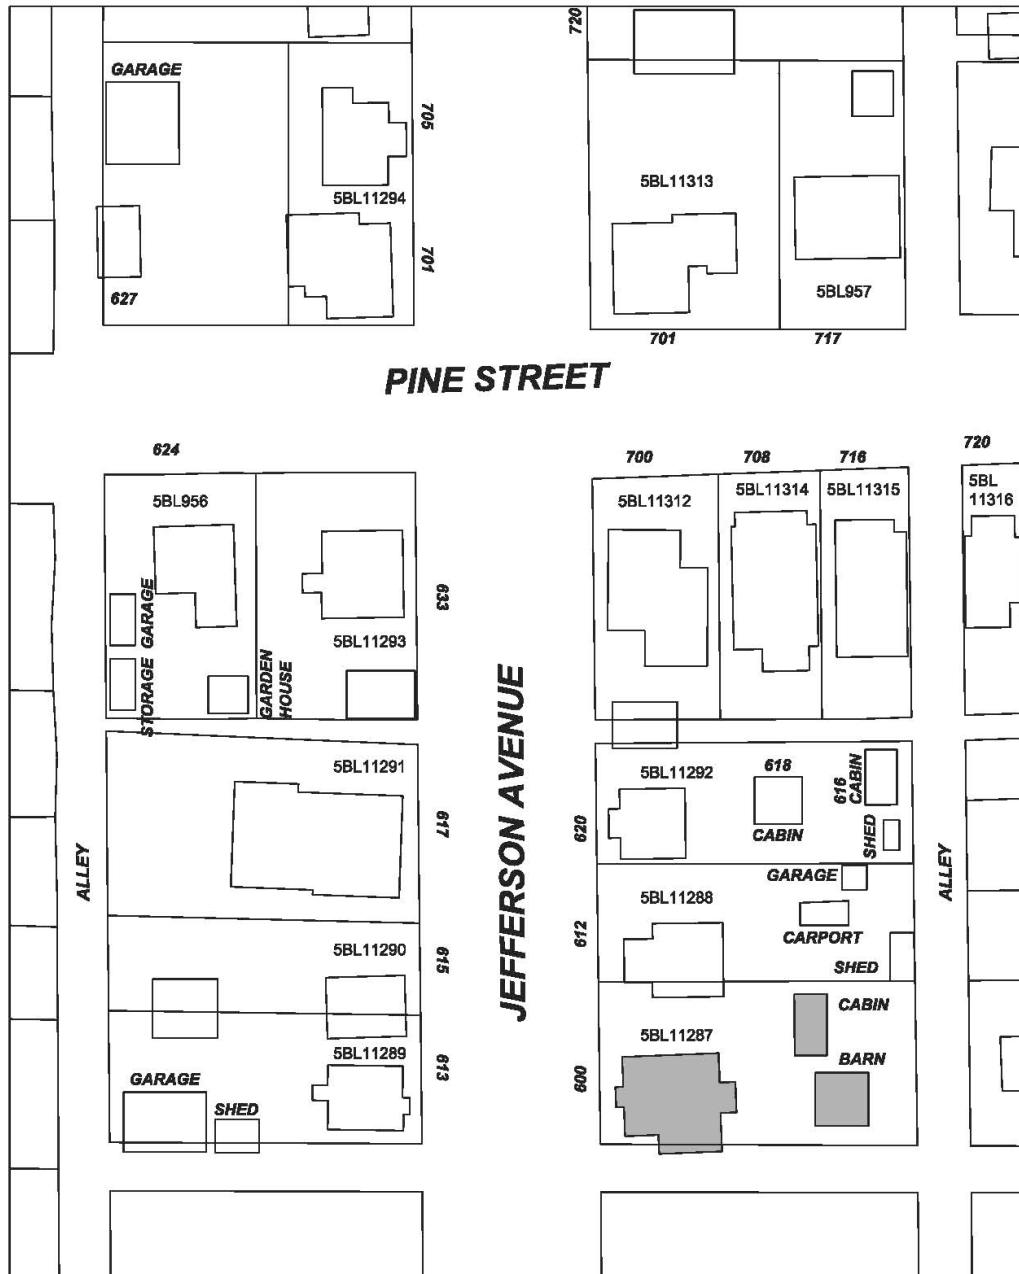 720
GARAGE
705
5BL11294
701
627
5BL11313
5BL957
701
717
PINE STREET
624
700
708
716
720
5BL956
5BL11312
5BL11314
5BL11315
5BL
11316
GARAGE
STORAGE
633
5BL11293
GARDEN
HOUSE
JEFFERSON AVENUE
5BL11291
617
ALLEY
5BL11292
618
CABIN
616
CABIN
SHED
620
ALLEY
GARAGE
5BL11288
612
CARPORT
SHED
5BL11290
615
CABIN
5BL11287
BARN
600
5BL11289
613
GARAGE
SHED